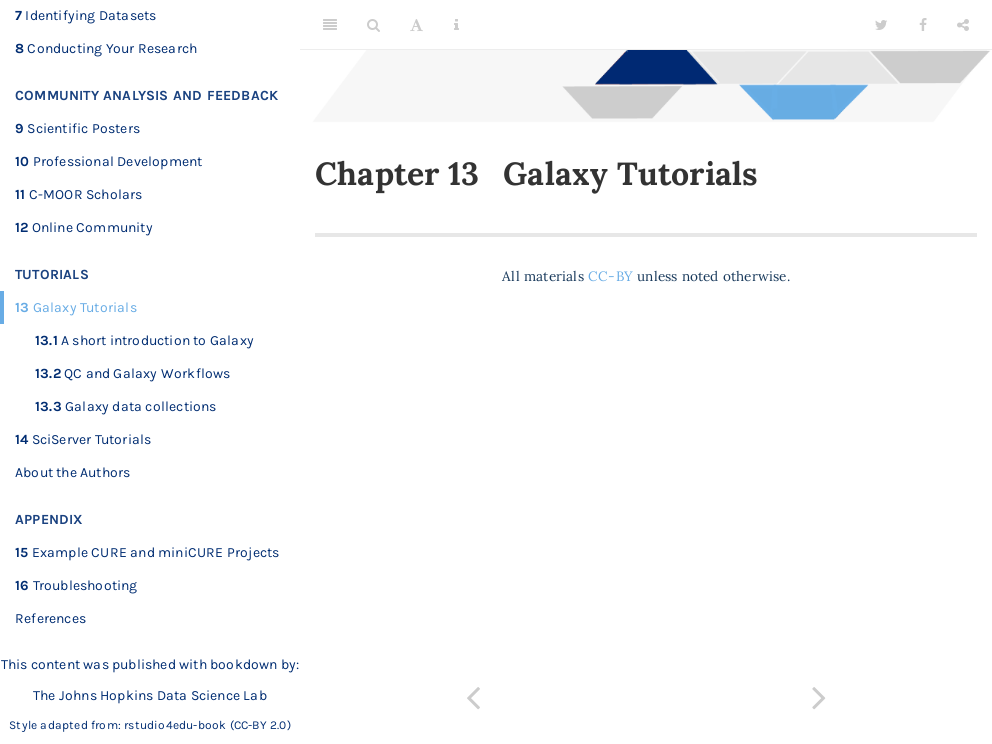 7 Identifying Datasets
8 Conducting Your Research
COMMUNITY ANALYSIS AND FEEDBACK
9 Scientific Posters
10 Professional Development
11 C-MOOR Scholars
12 Online Community
TUTORIALS
13 Galaxy Tutorials
13.1 A short introduction to Galaxy
13.2 QC and Galaxy Workflows
13.3 Galaxy data collections
14 SciServer Tutorials
About the Authors
APPENDIX
15 Example CURE and miniCURE Projects
16 Troubleshooting
References
This content was published with bookdown by:
The Johns Hopkins Data Science Lab
Style adapted from: rstudio4edu-book (CC-BY 2.0)
Chapter 13 Galaxy Tutorials
All materials CC-BY unless noted otherwise.